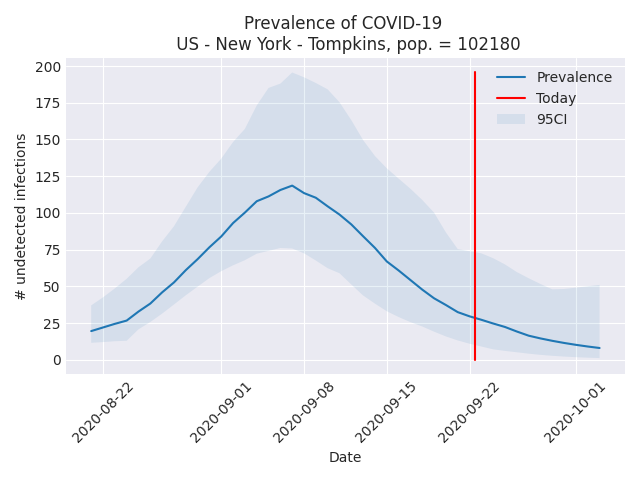 Prevalence of COVID-19
US - New York - Tompkins, pop. = 102180
200
175
150
125
100
75
50
25
0
# undetected infections
Prevalence
Today
95CI
2020-08-22
2020-09-01
2020-09-08
2020-09-15
2020-09-22
2020-10-01
Date